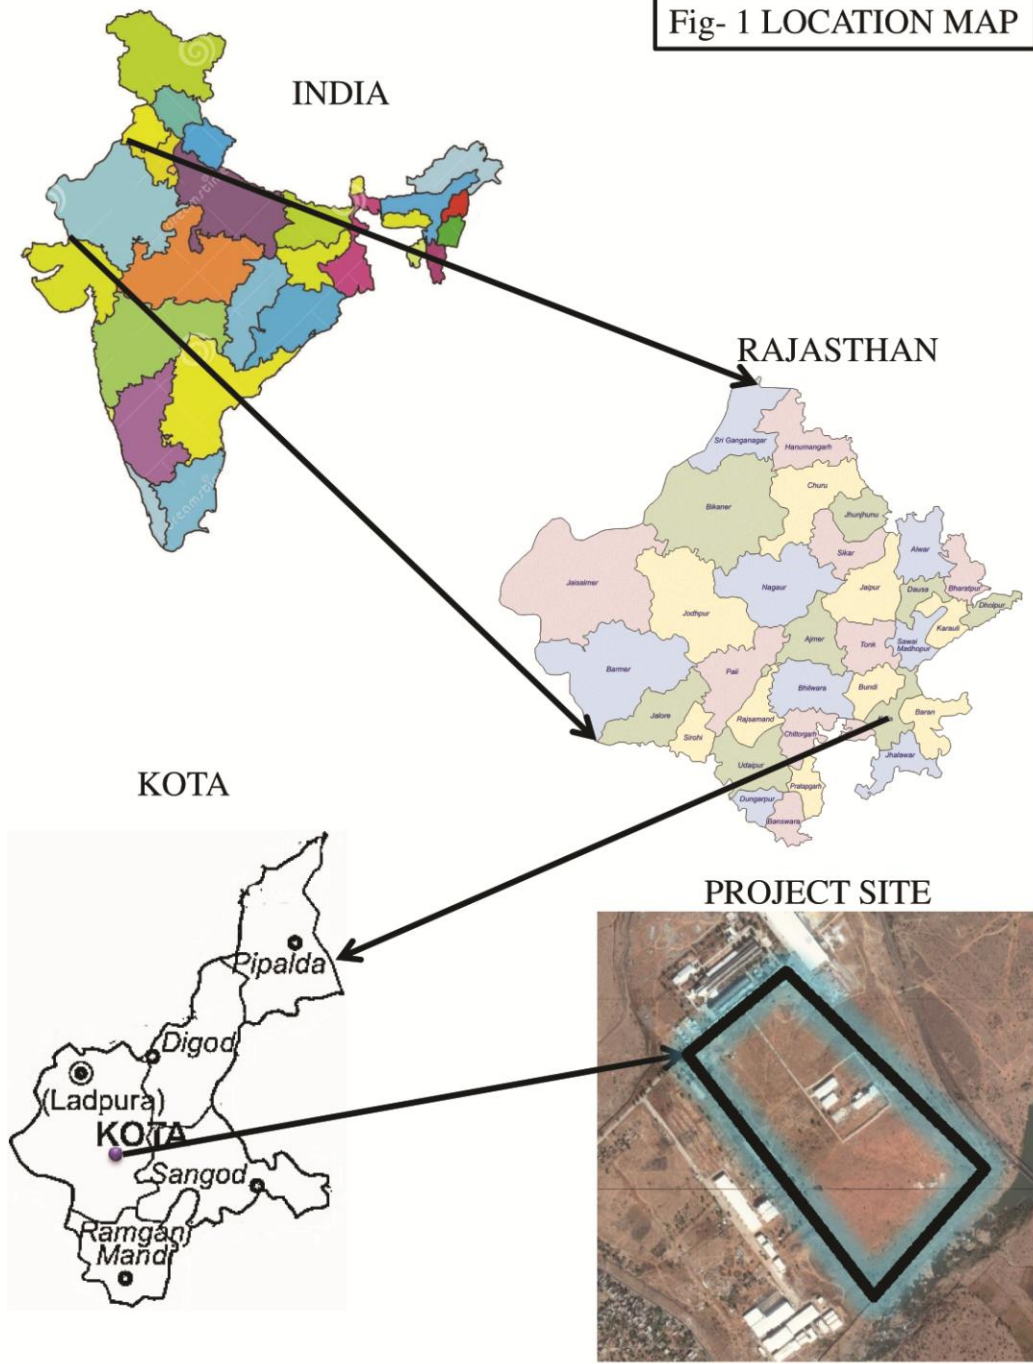 Fig- 1 LOCATION MAP
INDIA
RAJASTHAN
Sri Ganganagar
Hanumangarh
Churu
Bikaner
Jhunjhunu
Sikar
Alwar
Jaisalmer
Nagaur
Jaipur
Dausa
Bharatpur
Dholpur
Jodhpur
Karauli
Ajmer
Tonk
Sawai
Madhopur
Barmer
Pali
Bhilwara
Bundi
Jalore
Rajsamand
Baran
Sirohi
Chittorgarh
Jhalawar
Udaipur
Pratapgarh
Dungarpur
Banswara
KOTA
PROJECT SITE
Pipalda
Digod
(Ladpura)
KOTA
Sangod
Ramgan
Mand